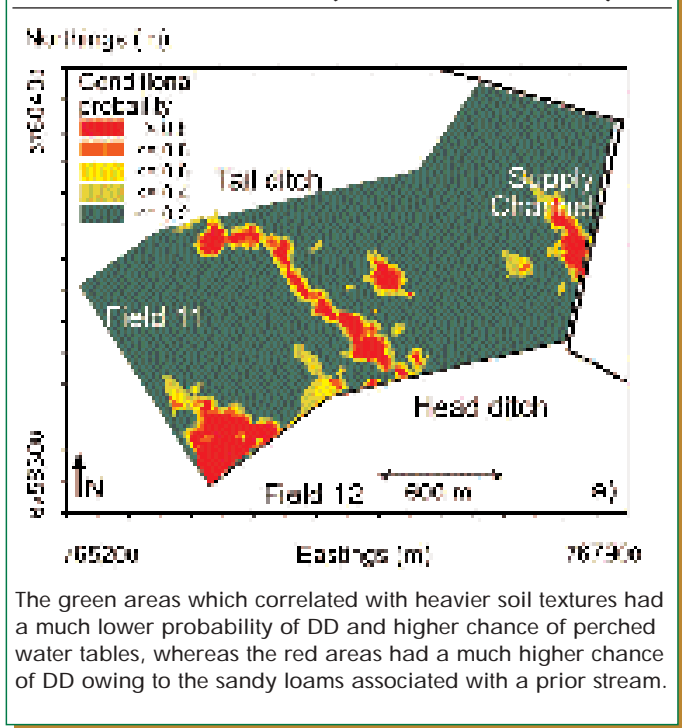 Northings (m)
Conditional
probability
Tail ditch
Supply
Channel
Field 11
Head ditch
N
Field 12
600 m
a)
765200
Eastings (m)
767900
The green areas which correlated with heavier soil textures had
a much lower probability of DD and higher chance of perched
water tables, whereas the red areas had a much higher chance
of DD owing to the sandy loams associated with a prior stream.